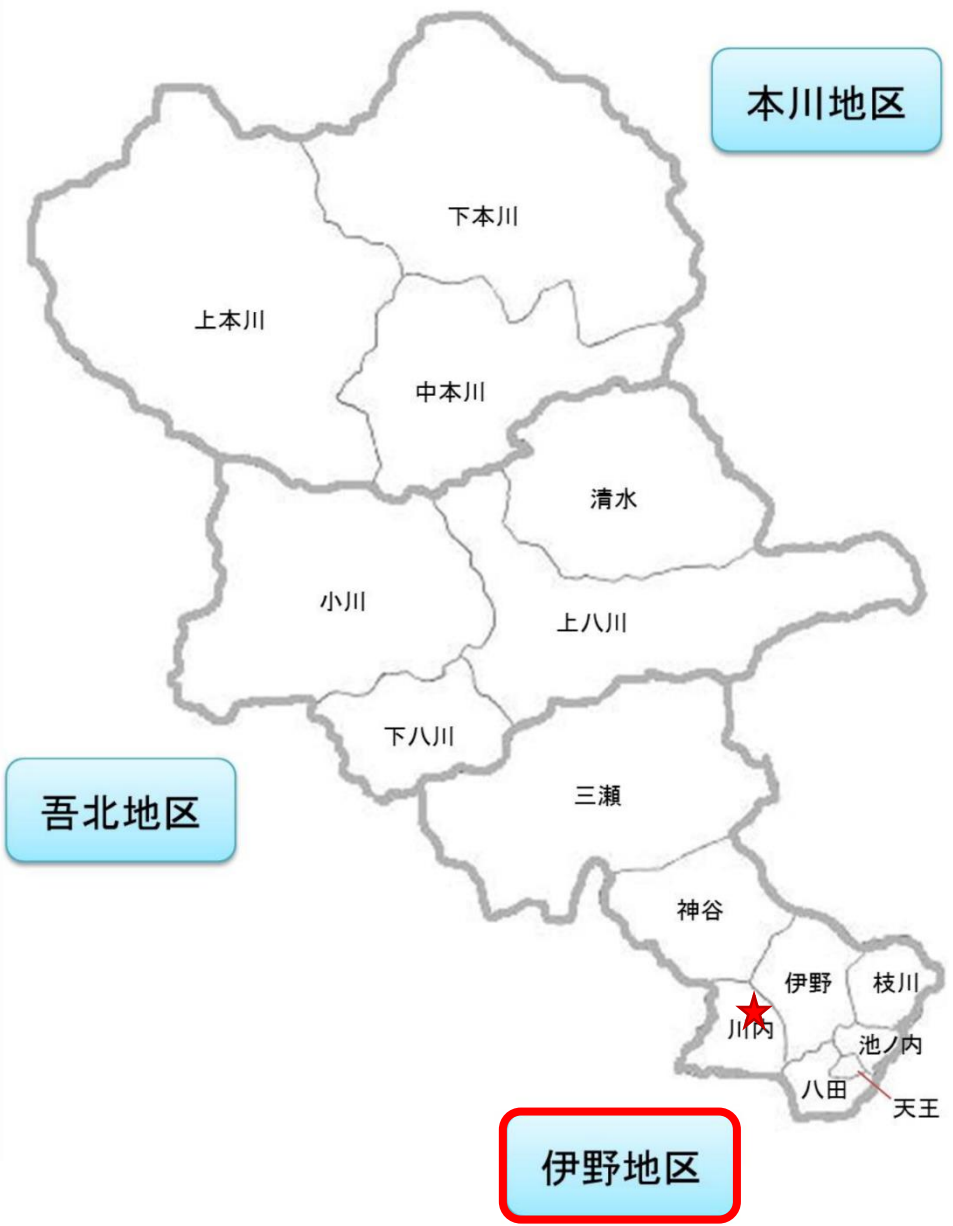 本川地区
下本川
上本川
中本川
清水
小川
上八川
下八川
吾北地区
三瀬
神谷
伊野
枝川
川内
池ノ内
八田
天王
伊野地区